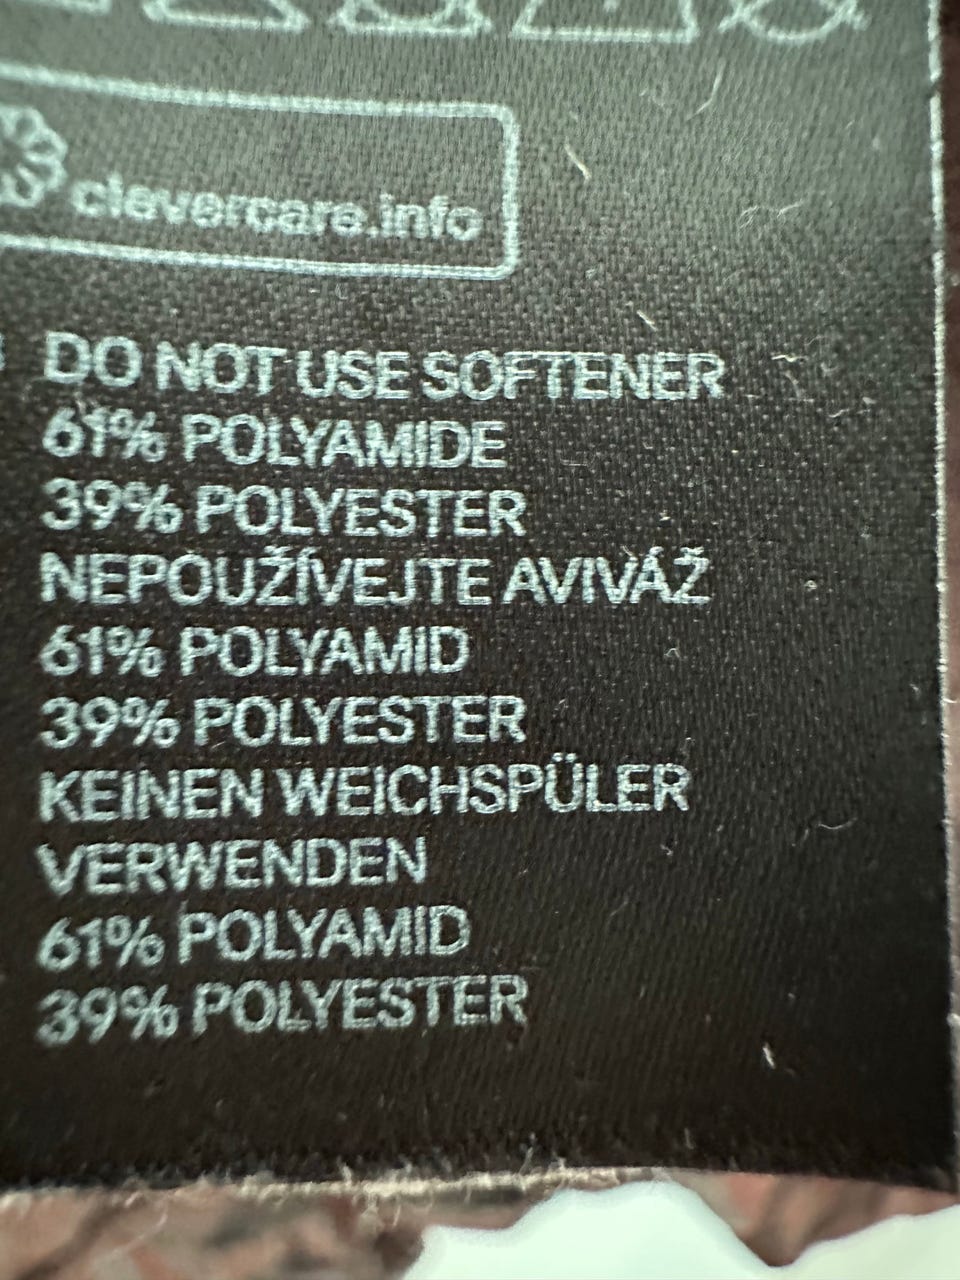 clevercare.info
DO NOT USE SOFTENER
61% POLYAMIDE
39% POLYESTER
NEPOUŽÍVEJTE AVIVÁŽ
61% POLYAMID
39% POLYESTER
KEINEN WEICHSPÜLER
VERWENDEN
61% POLYAMID
39% POLYESTER